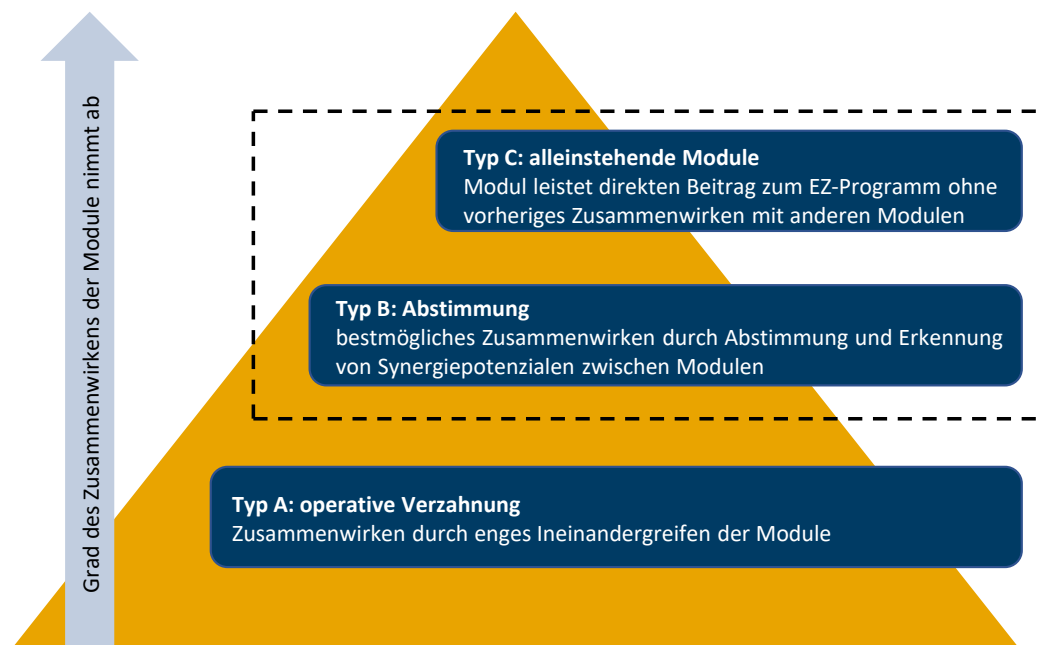 Grad des Zusammenwirkens der Module nimmt ab
Typ C: alleinstehende Module
Modul leistet direkten Beitrag zum EZ-Programm ohne
vorheriges Zusammenwirken mit anderen Modulen
Typ B: Abstimmung
bestmögliches Zusammenwirken durch Abstimmung und Erkennung
von Synergiepotenzialen zwischen Modulen
Typ A: operative Verzahnung
Zusammenwirken durch enges Ineinandergreifen der Module